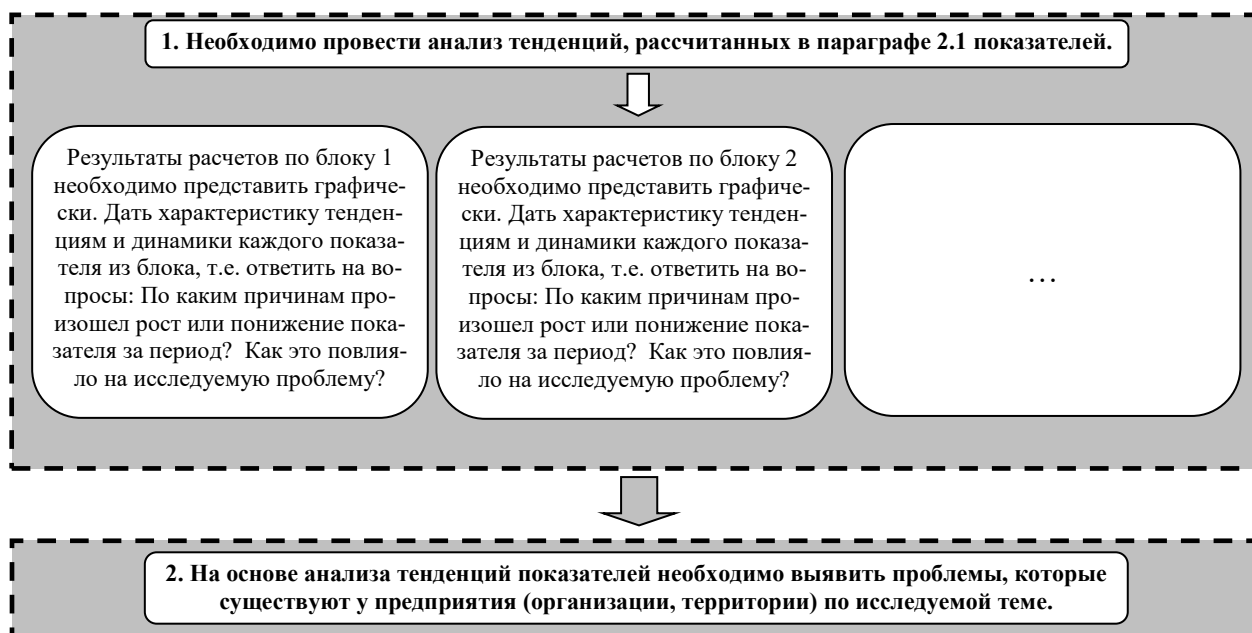 1. Необходимо провести анализ тенденций, рассчитанных в параграфе 2.1 показателей.
Результаты расчетов по блоку 1
необходимо представить графиче-
ски. Дать характеристику тенден-
циям и динамики каждого показа-
теля из блока, т.е. ответить на во-
просы: По каким причинам про-
изошел рост или понижение пока-
зателя за период?  Как это повлия-
ло на исследуемую проблему?
Результаты расчетов по блоку 2
необходимо представить графиче-
ски. Дать характеристику тенден-
циям и динамики каждого показа-
теля из блока, т.е. ответить на во-
просы: По каким причинам про-
изошел рост или понижение пока-
зателя за период?  Как это повлия-
ло на исследуемую проблему?
…
2. На основе анализа тенденций показателей необходимо выявить проблемы, которые
существуют у предприятия (организации, территории) по исследуемой теме.